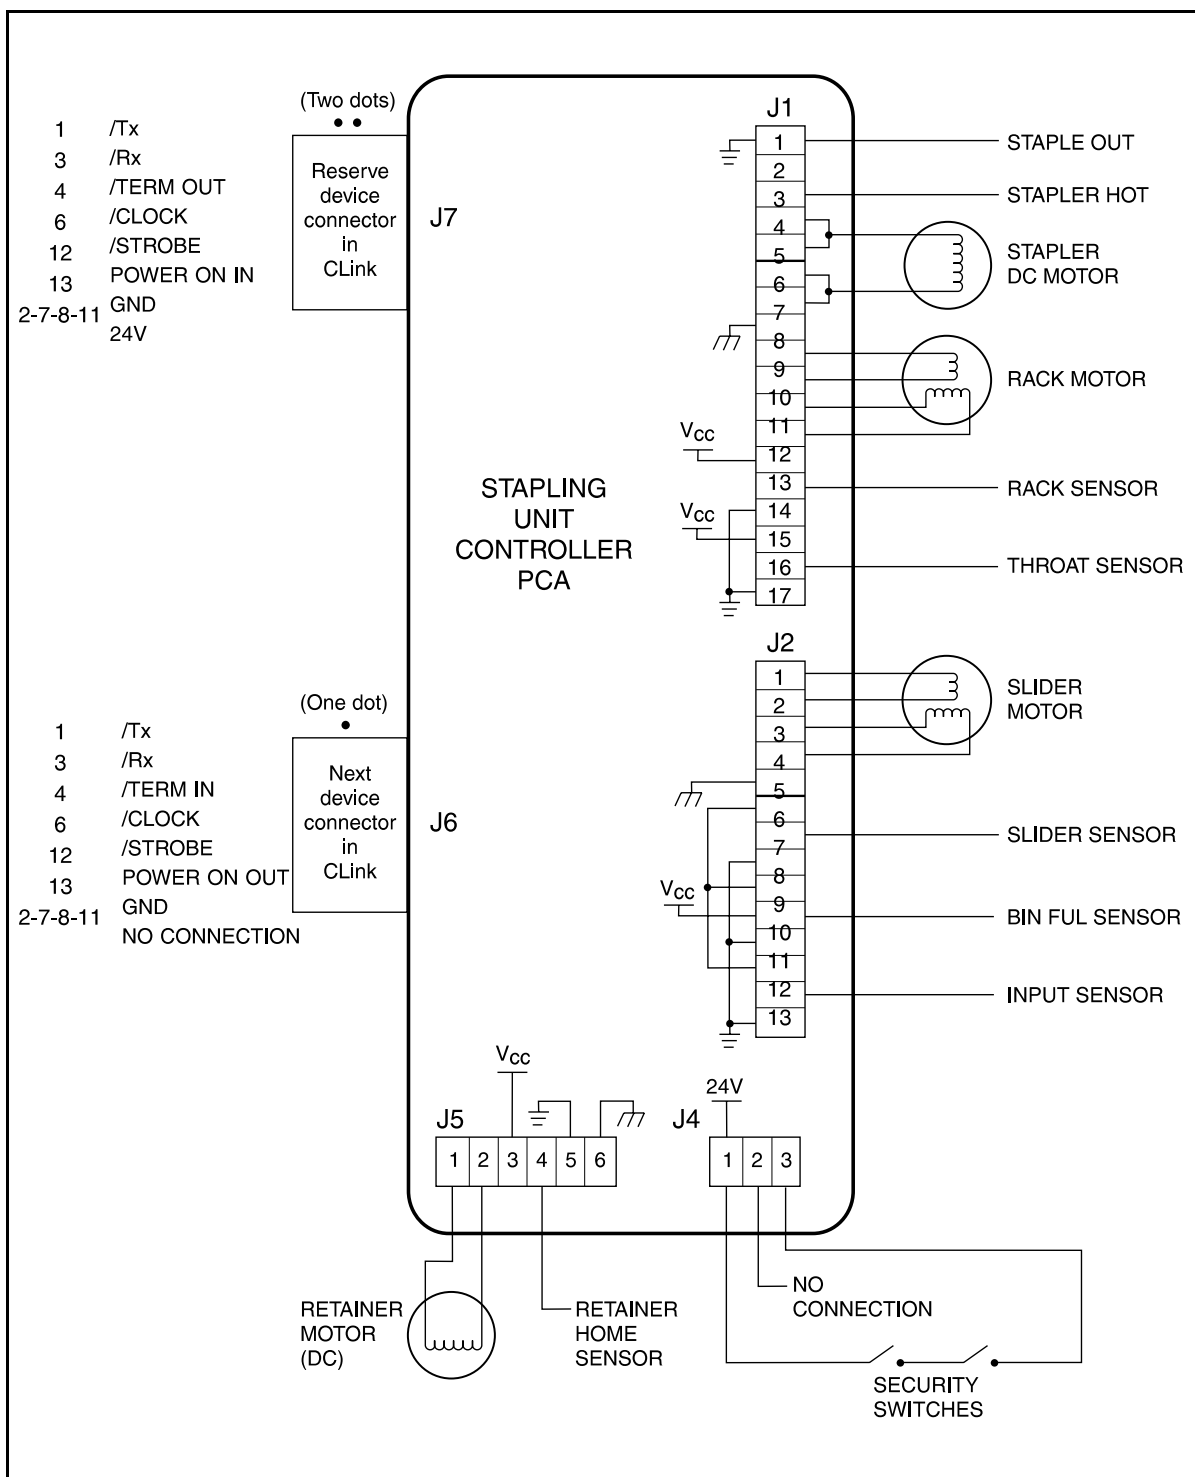 (Two dots)
1 /Tx
3 /Rx
4 /TERM OUT
6 /CLOCK
12 /STROBE
13 POWER ON IN
2-7-8-11 GND
24V
Reserve
device
connector
in
CLink
J7
J1
1
2
3
4
5
6
7
8
9
10
11
12
13
14
15
16
17
STAPLE OUT
STAPLER HOT
STAPLER
DC MOTOR
RACK MOTOR
VCC
RACK SENSOR
VCC
THROAT SENSOR
STAPLING
UNIT
CONTROLLER
PCA
(One dot)
1 /Tx
3 /Rx
4 /TERM IN
6 /CLOCK
12 /STROBE
13 POWER ON OUT
2-7-8-11 GND
NO CONNECTION
Next
device
connector
in
CLink
J6
J2
1
2
3
4
5
6
7
8
9
10
11
12
13
SLIDER
MOTOR
SLIDER SENSOR
VCC
BIN FUL SENSOR
INPUT SENSOR
VCC
J5
1 2 3 4 5 6
24V
J4
1 2 3
RETAINER
MOTOR
(DC)
RETAINER
HOME
SENSOR
NO
CONNECTION
SECURITY
SWITCHES